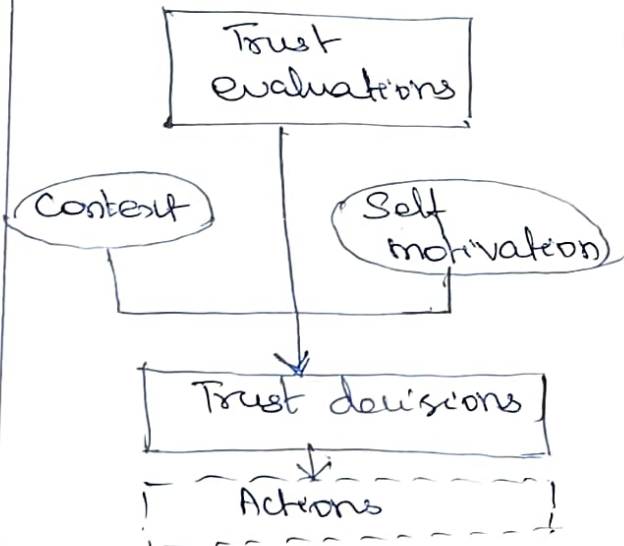 Trust
evaluations
Context
Self
motivation
Trust decisions
Actions